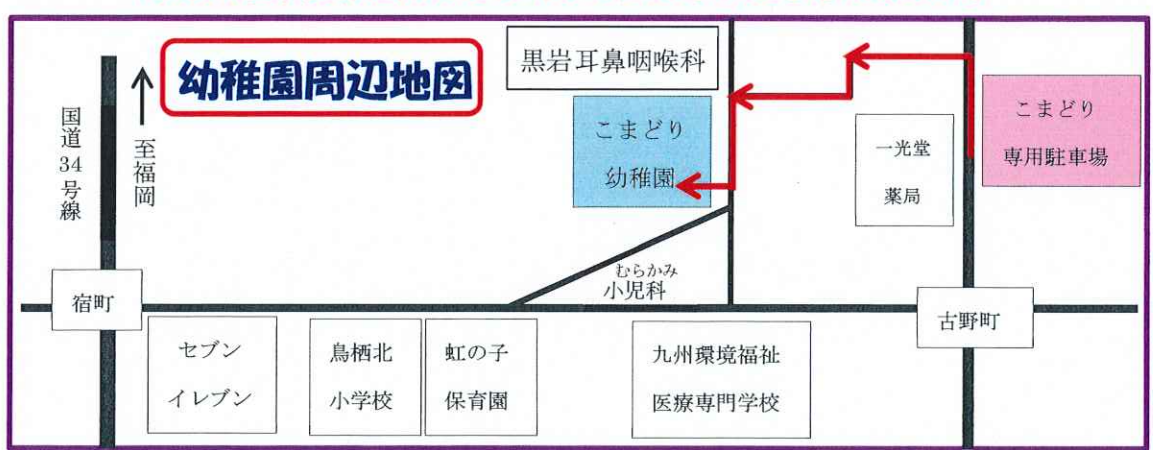 幼稚園周辺地図
国道34号線
至福岡
黒岩耳鼻咽喉科
こまどり
幼稚園
一光堂
薬局
こまどり
専用駐車場
むらかみ
小児科
宿町
古野町
セブン
イレブン
鳥栖北
小学校
虹の子
保育園
九州環境福祉
医療専門学校